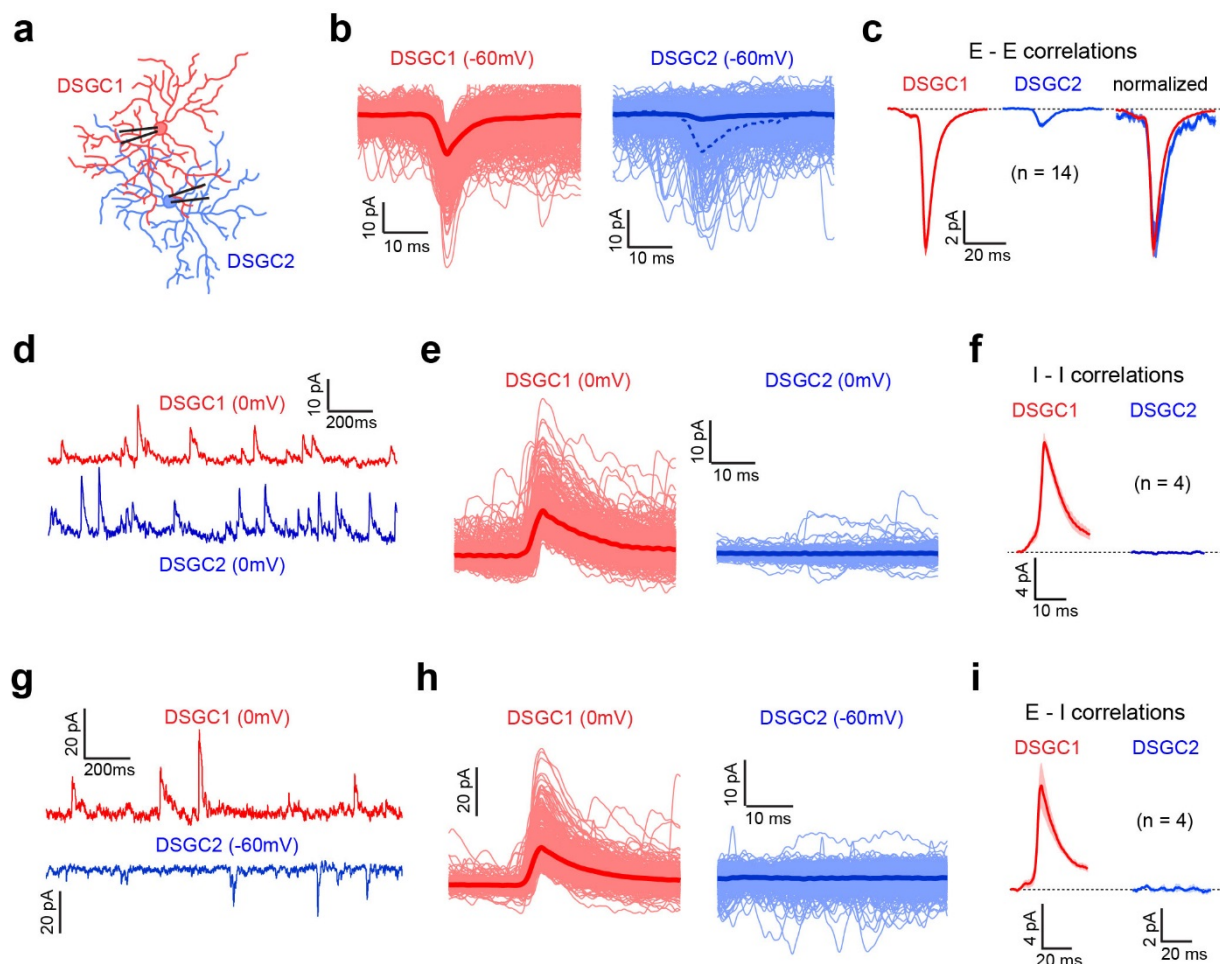 a
DSGC1
DSGC2
b
DSGC1 (-60mV)
DSGC2 (-60mV)
10 pA
10 ms
10 pA
10 ms
c
E - E correlations
DSGC1
DSGC2
normalized
(n = 14)
2 pA
20 ms
d
10 pA
200ms
DSGC1 (0mV)
DSGC2 (0mV)
e
DSGC1 (0mV)
DSGC2 (0mV)
10 pA
10 ms
f
I - I correlations
DSGC1
DSGC2
(n = 4)
4 pA
10 ms
g
20 pA
200ms
DSGC1 (0mV)
DSGC2 (-60mV)
20 pA
h
DSGC1 (0mV)
DSGC2 (-60mV)
20 pA
10 pA
10 ms
i
E - I correlations
DSGC1
DSGC2
(n = 4)
4 pA
20 ms
2 pA
20 ms